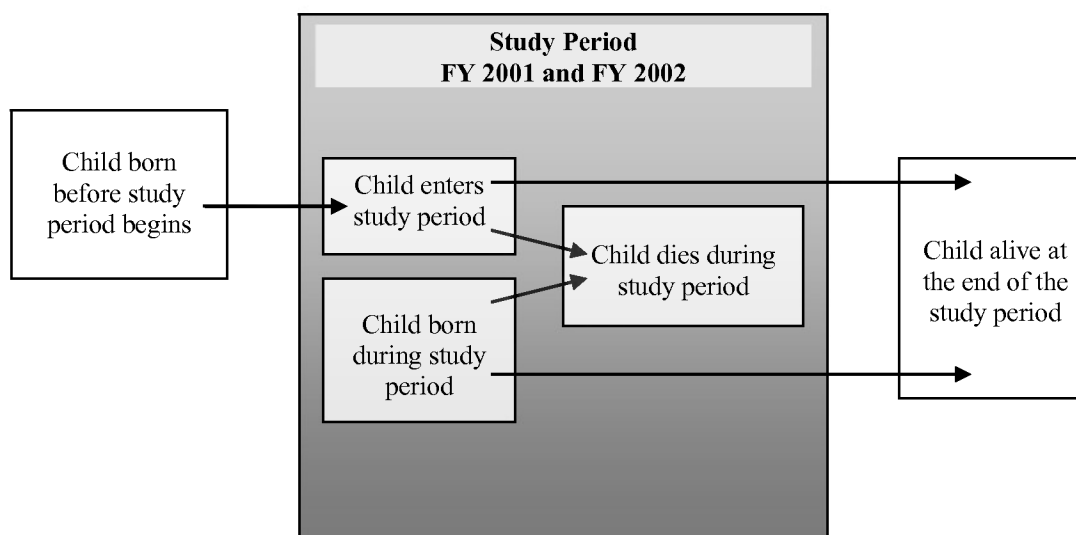 Study Period
FY 2001 and FY 2002
Child born
before study
period begins
Child enters
study period
Child dies during
study period
Child born
during study
period
Child alive at
the end of the
study period